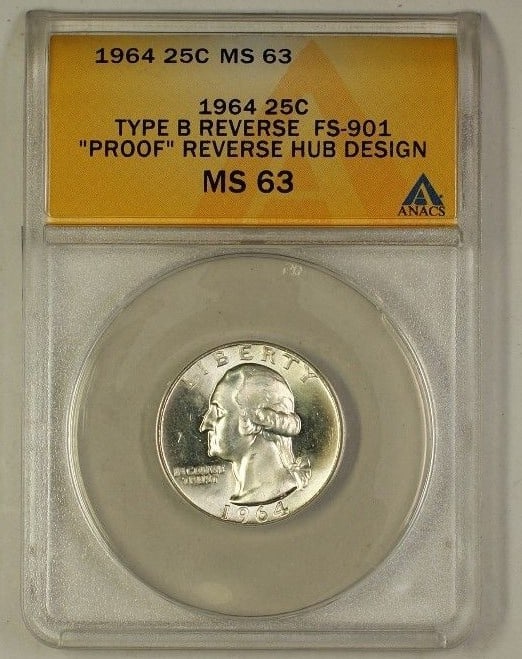 1964 25C MS 63
1964 25C
TYPE B REVERSE FS-901
"PROOF" REVERSE HUB DESIGN
MS 63
ANACS
LIBERTY
IN GOD WE
TRUST
1964